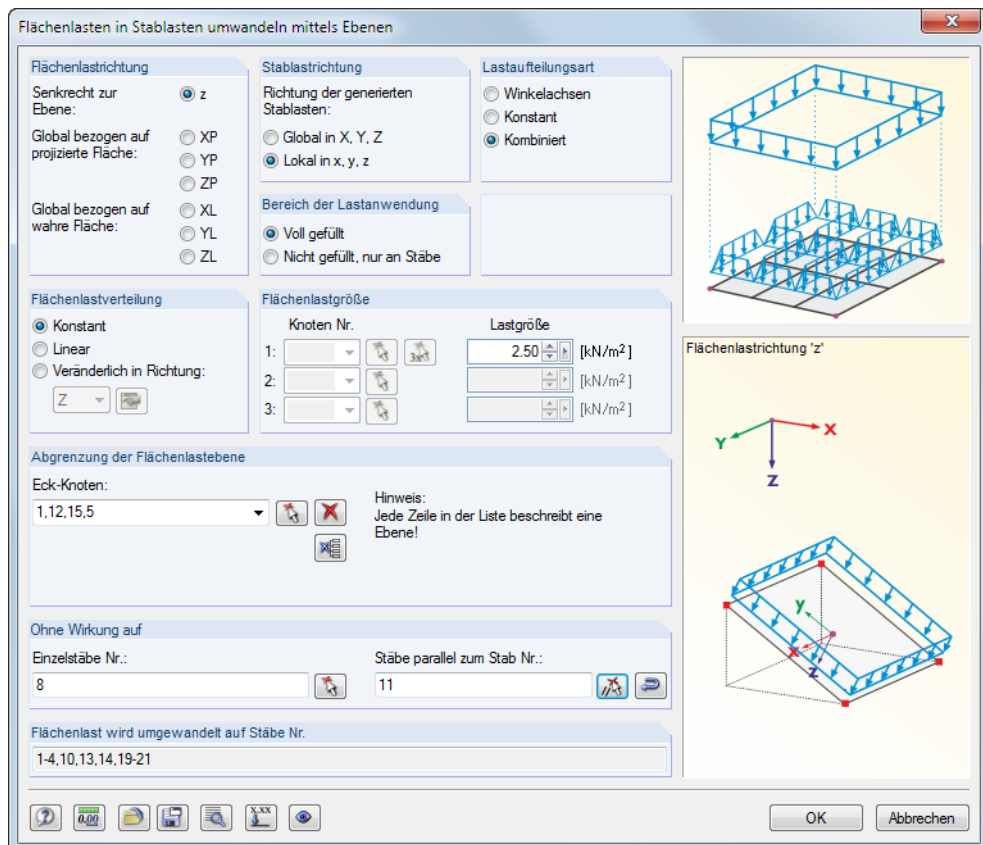 Flächenlasten in Stablasten umwandeln mittels Ebenen
Flächenlastrichtung
Senkrecht zur
Ebene:
z
Global bezogen auf
projizierte Fläche:
XP
YP
ZP
Global bezogen auf
wahre Fläche:
XL
YL
ZL
Stablastrichtung
Richtung der generierten
Stablasten:
Global in X, Y, Z
Lokal in x, y, z
Lastaufteilungsart
Winkelachsen
Konstant
Kombiniert
Bereich der Lastanwendung
Voll gefüllt
Nicht gefüllt, nur an Stäbe
Flächenlastverteilung
Konstant
Linear
Veränderlich in Richtung:
Z
Flächenlastgröße
Knoten Nr.
Lastgröße
1:
3x
2.50
[kN/m²]
2:
[kN/m²]
3:
[kN/m²]
Abgrenzung der Flächenlastebene
Eck-Knoten:
1,12,15,5
Hinweis:
Jede Zeile in der Liste beschreibt eine
Ebene!
Ohne Wirkung auf
Einzelstäbe Nr.:
8
Stäbe parallel zum Stab Nr.:
11
Flächenlast wird umgewandelt auf Stäbe Nr.
1-4,10,13,14,19-21
Flächenlastrichtung 'z'
Y
X
Z
y
x
z
0.00
X.XX
OK
Abbrechen